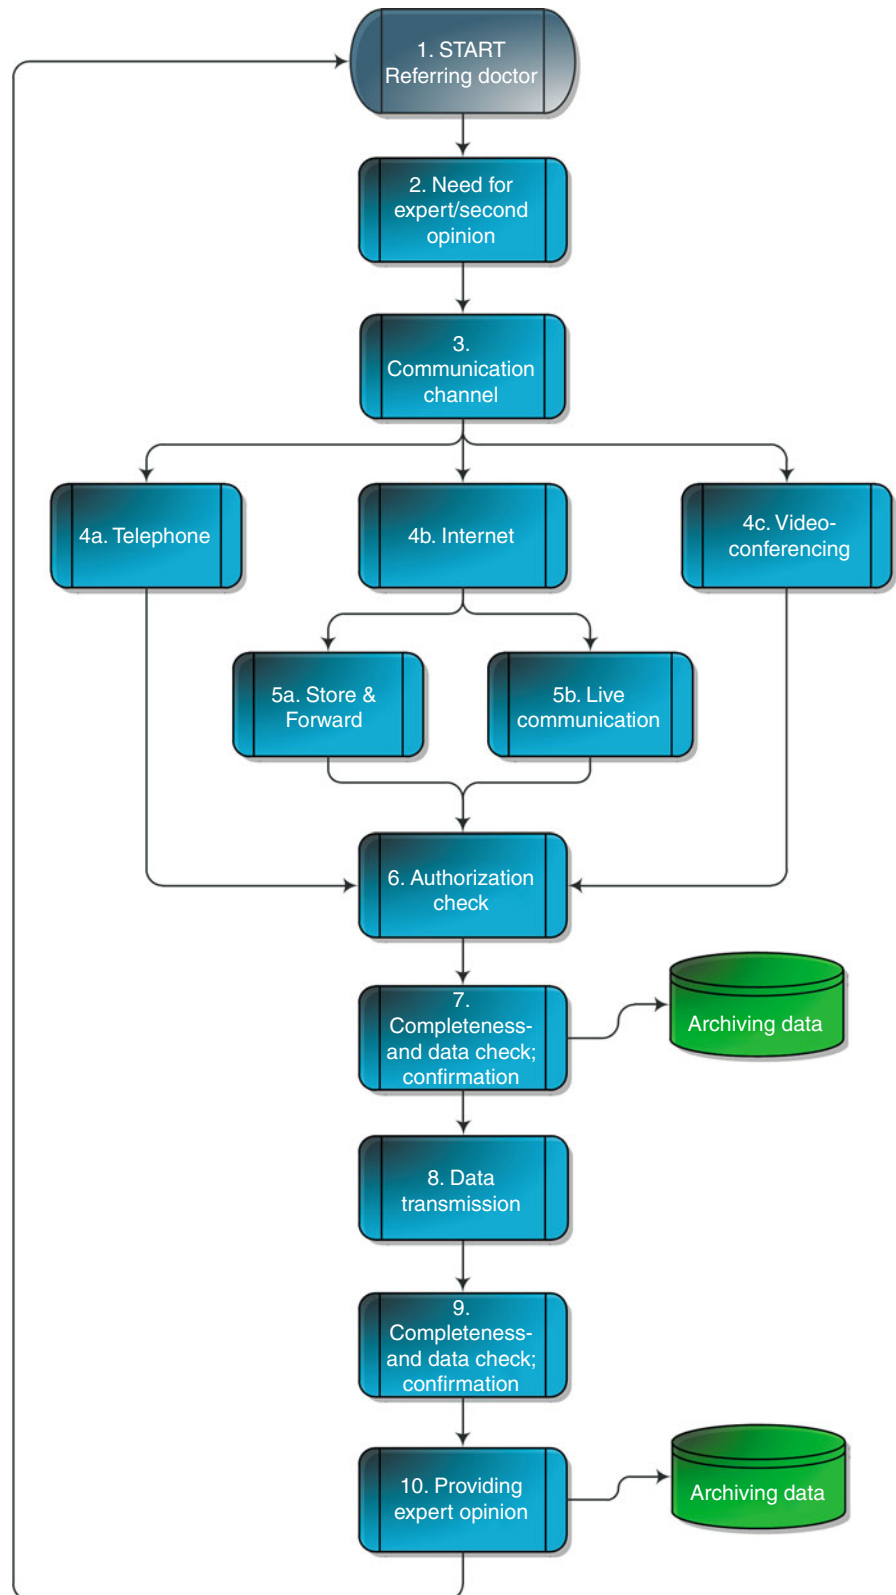 1. START
Referring doctor
2. Need for
expert/second
opinion
3.
Communication
channel
4a. Telephone
4b. Internet
4c. Video-
conferencing
5a. Store &
Forward
5b. Live
communication
6. Authorization
check
7.
Completeness-
and data check;
confirmation
Archiving data
8. Data
transmission
9.
Completeness-
and data check;
confirmation
10. Providing
expert opinion
Archiving data